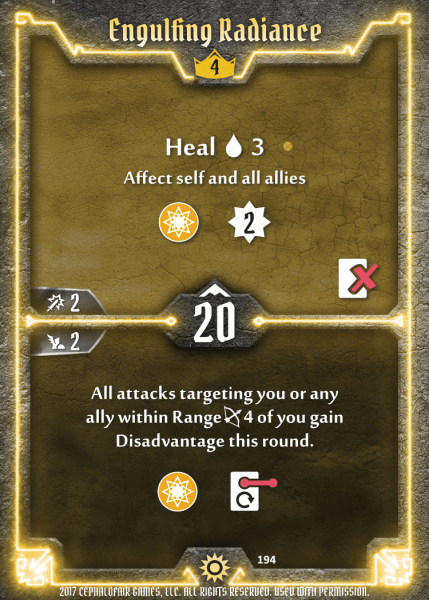 Engulfing Radiance
4
Heal 3
Affect self and all allies
2
2
20
2
All attacks targeting you or any
ally within Range 4 of you gain
Disadvantage this round.
194
2017 CEPHALOFAIR GAMES, LLC. ALL RIGHTS RESERVED. USED WITH PERMISSION.